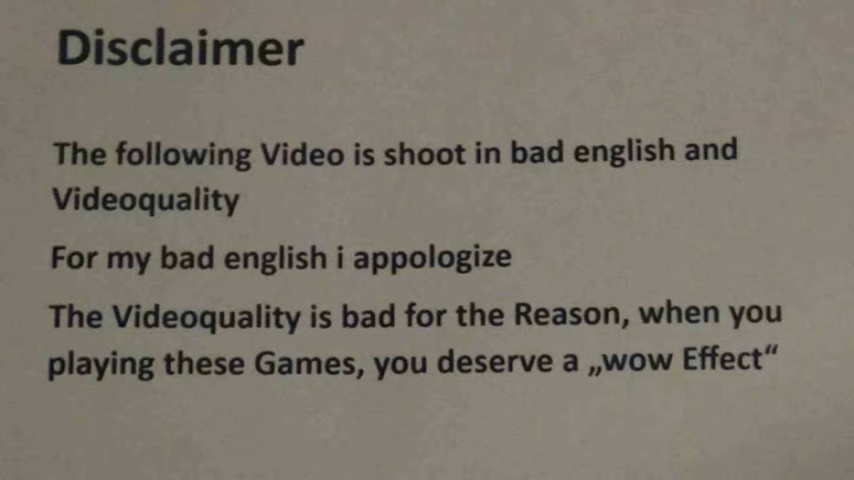 Disclaimer
The following Video is shoot in bad english and
Videoquality
For my bad english i appologize
The Videoquality is bad for the Reason, when you
playing these Games, you deserve a „wow Effect“